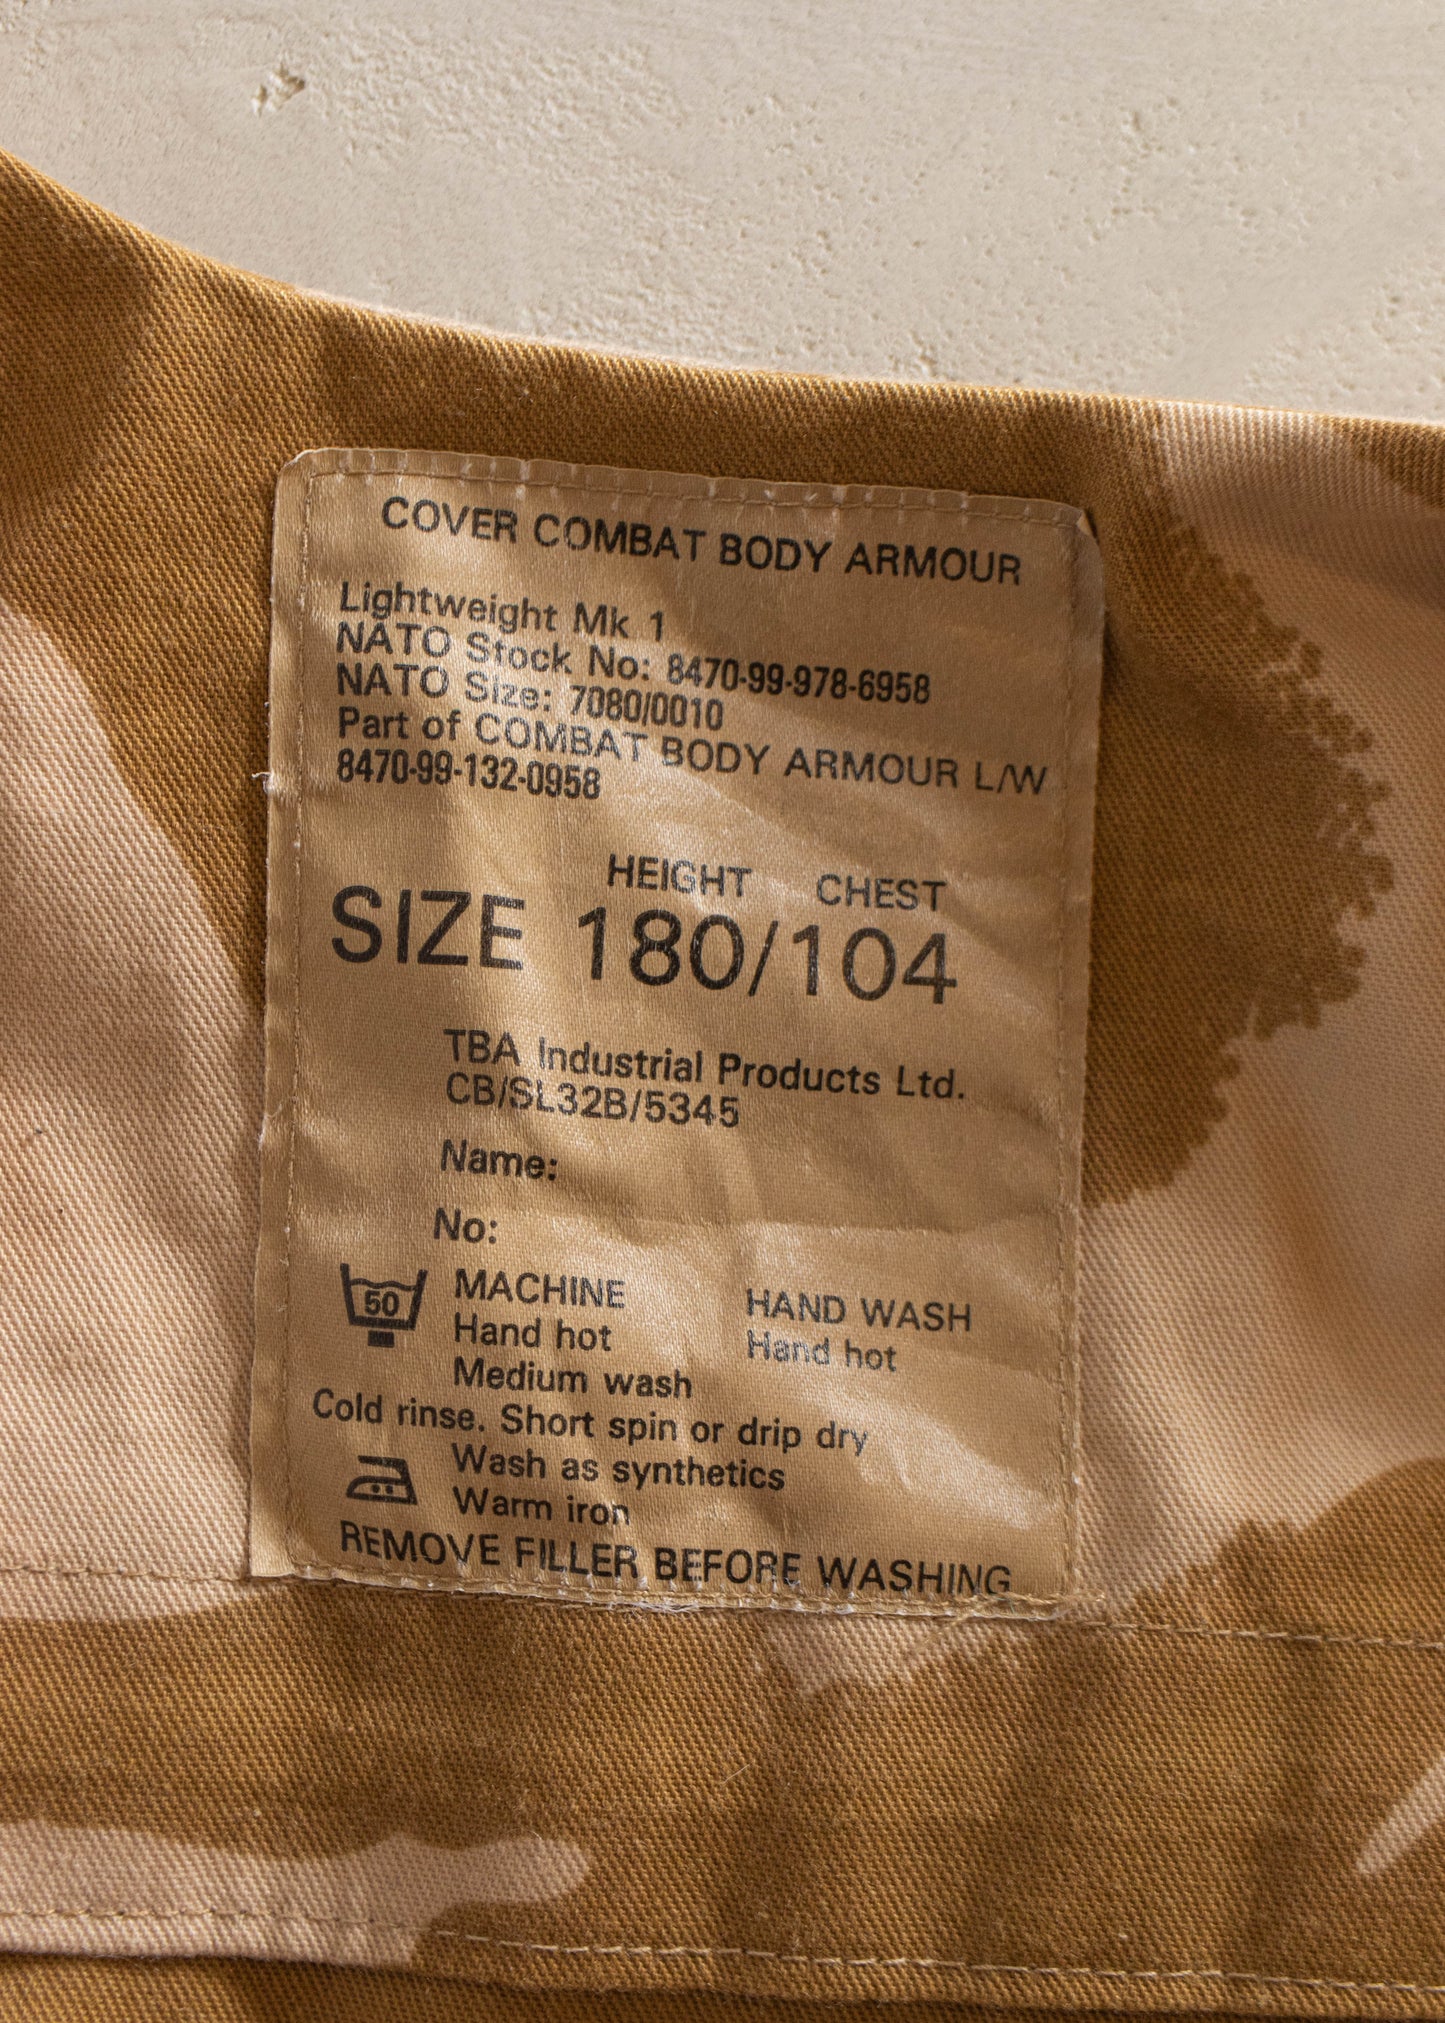 COVER COMBAT BODY ARMOUR
Lightweight Mk 1
NATO Stock No: 8470-99-978-6958
NATO Size: 7080/0010
Part of COMBAT BODY ARMOUR L/W
8470-99-132-0958
HEIGHT CHEST
SIZE 180/104
TBA Industrial Products Ltd.
CB/SL32B/5345
Name:
No:
50 MACHINE HAND WASH
Hand hot Hand hot
Medium wash
Cold rinse. Short spin or drip dry
Wash as synthetics
Warm iron
REMOVE FILLER BEFORE WASHING